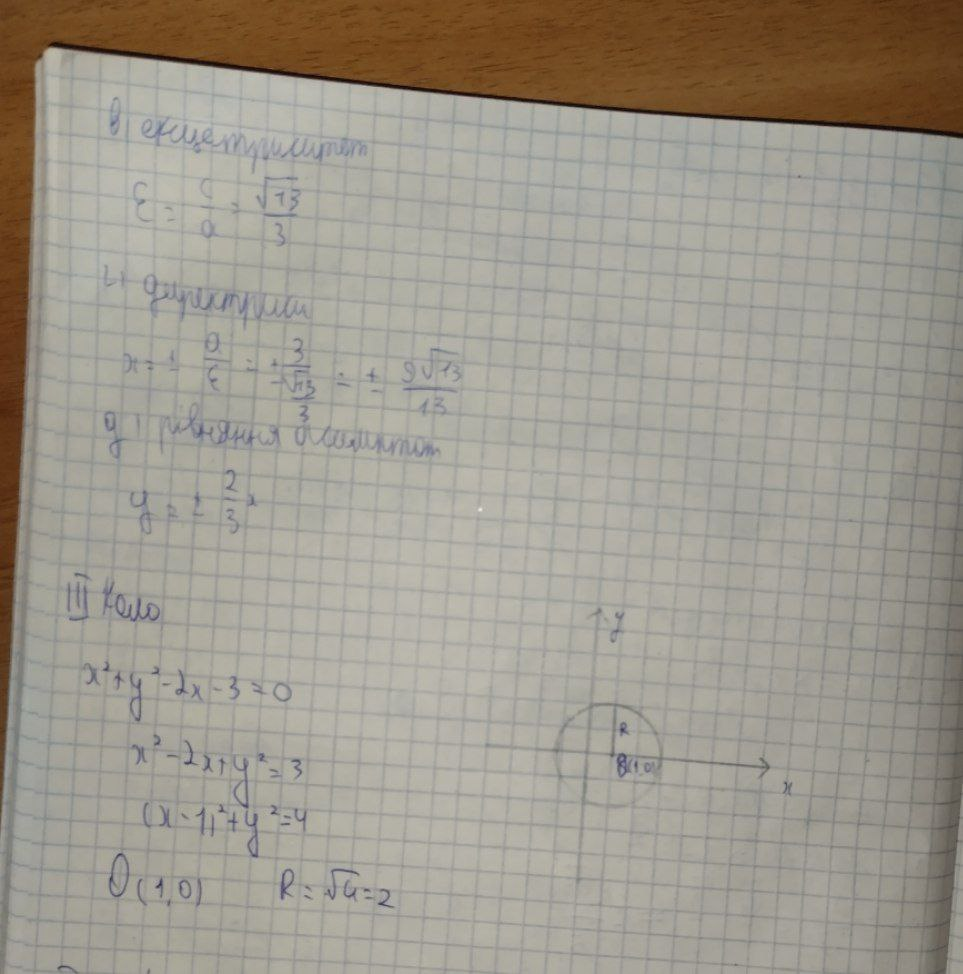 в) ексцетриситет
ε = c/a = √13/3
г) директриси
x = ± a/ε = ± 3/(√13/3) = ± 9√13/13
д) рівняння асимптот
y = ± 2/3 x
III Коло
x² + y² - 2x - 3 = 0
x² - 2x + y² = 3
(x - 1)² + y² = 4
O(1,0) R = √4 = 2
y
R
(1,0)
x